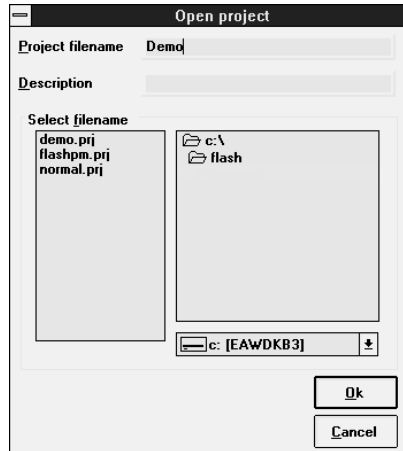 Open project
Project filename Demo
Description
Select filename
demo.prj
flashpm.prj
normal.prj
c:\
flash
c: [EAWDKB3]
Ok
Cancel